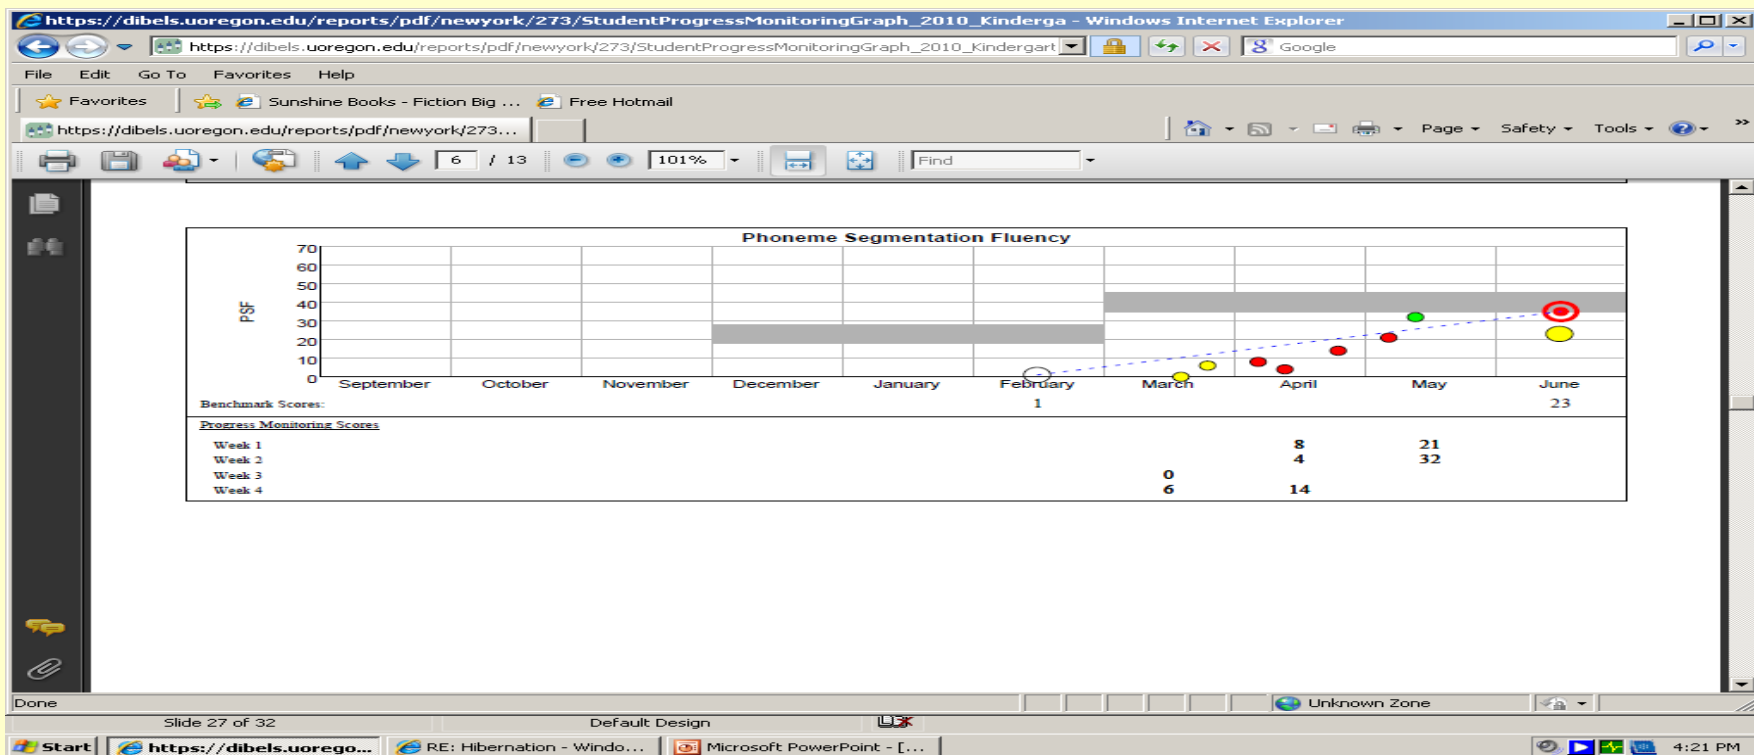 https://dibels.uoregon.edu/reports/pdf/newyork/273/StudentProgressMonitoringGraph_2010_Kinderga - Windows Internet Explorer
https://dibels.uoregon.edu/reports/pdf/newyork/273/StudentProgressMonitoringGraph_2010_Kindergart Google
File Edit Go To Favorites Help
Favorites Sunshine Books - Fiction Big ... Free Hotmail
https://dibels.uoregon.edu/reports/pdf/newyork/273... Page Safety Tools »
6 / 13 101% Find
Phoneme Segmentation Fluency
70
60
50
40
PSF
30
20
10
0
September October November December January February March April May June
Benchmark Scores: 1 23
Progress Monitoring Scores
Week 1 8 21
Week 2 4 32
Week 3 0
Week 4 6 14
Done Unknown Zone
Slide 27 of 32 Default Design
Start https://dibels.uorego... RE: Hibernation - Windo... Microsoft PowerPoint - [... 4:21 PM